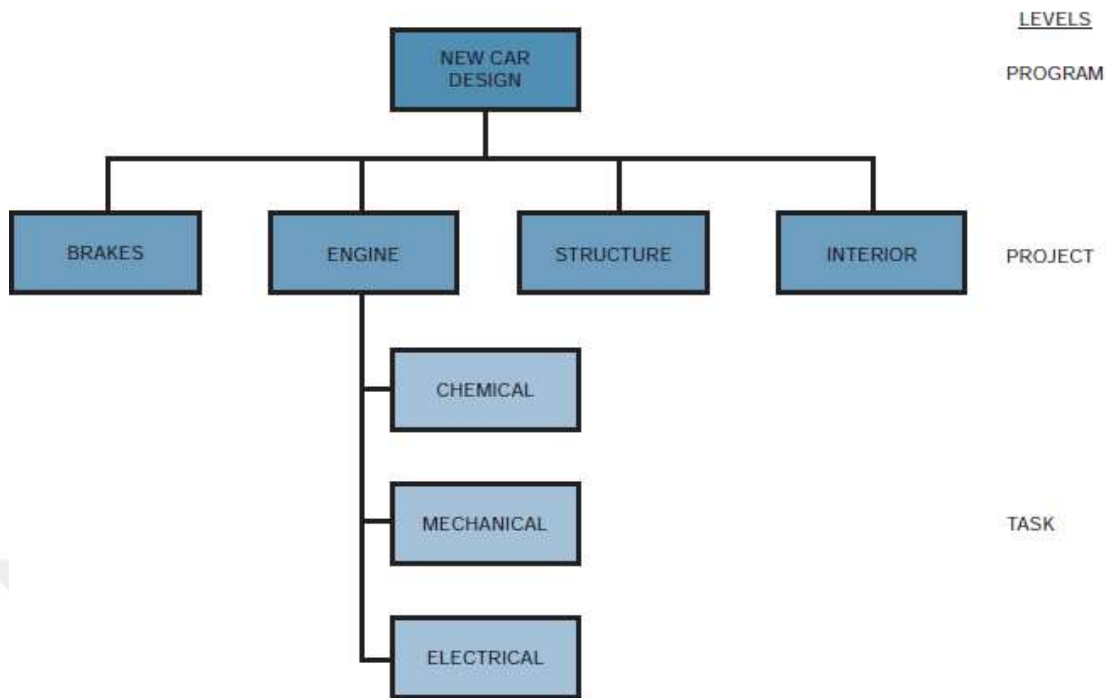 LEVELS
NEW CAR
DESIGN
PROGRAM
BRAKES
ENGINE
STRUCTURE
INTERIOR
PROJECT
CHEMICAL
MECHANICAL
TASK
ELECTRICAL